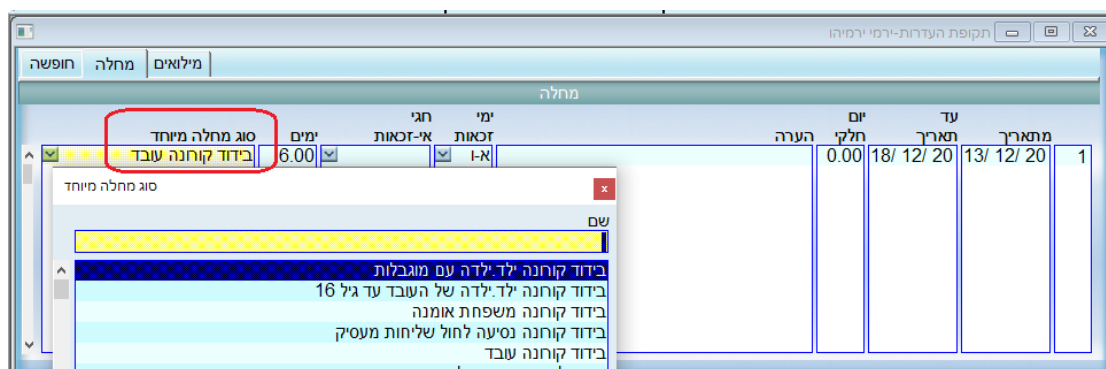 תקופת העדרות-ירמי ירמיהו
חופשה מחלה מילואים
מחלה
יום עד ימי חגי
מתאריך תאריך חלקי הערה זכאות אי-זכאות ימים סוג מחלה מיוחד
1 13/ 12/ 20 18/ 12/ 20 0.00 א-ו 6.00 בידוד קורונה עובד
סוג מחלה מיוחד
שם
בידוד קורונה ילד.ילדה עם מוגבלות
בידוד קורונה ילד.ילדה של העובד עד גיל 16
בידוד קורונה משפחת אומנה
בידוד קורונה נסיעה לחול שליחות מעסיק
בידוד קורונה עובד